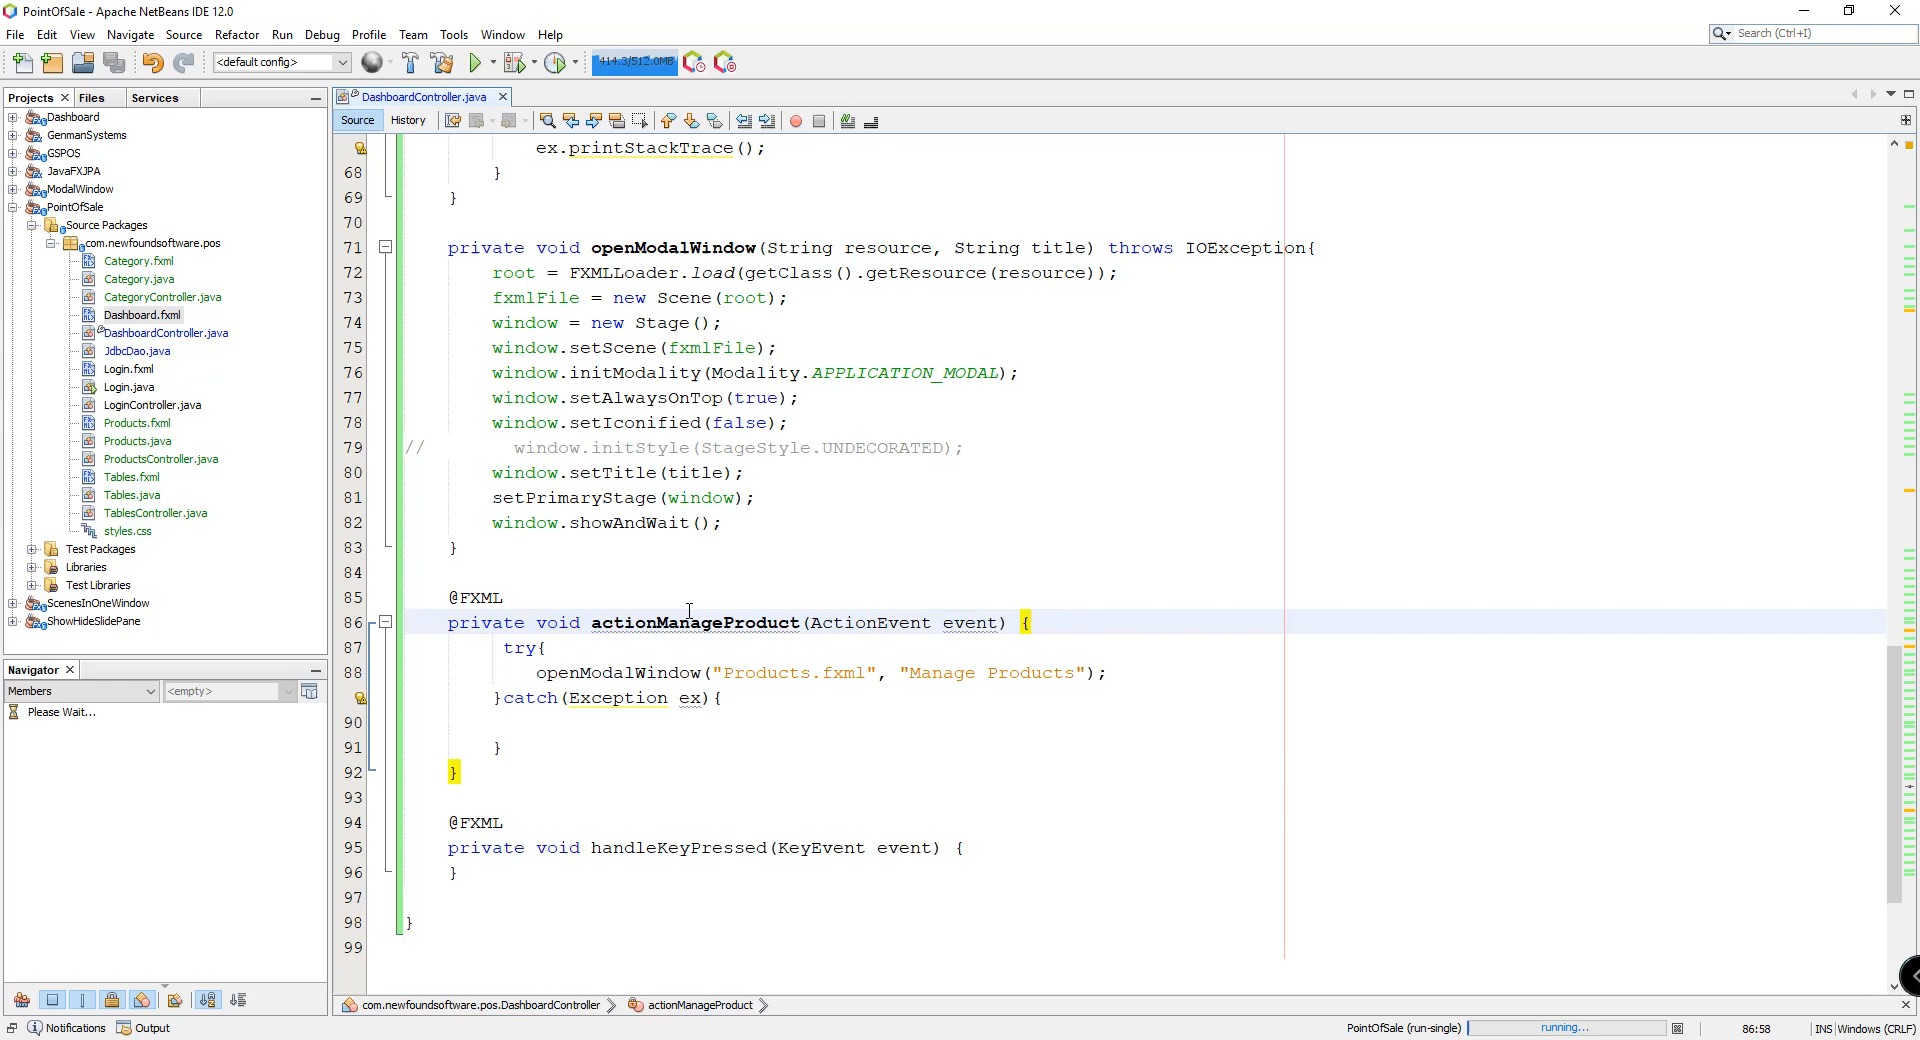 PointOfSale - Apache NetBeans IDE 12.0
File Edit View Navigate Source Refactor Run Debug Profile Team Tools Window Help
Search (Ctrl+I)
<default config>
414.3/512.0MB
Projects Files Services
DashboardController.java
Source History
Dashboard
GenmanSystems
GSPOS
JavaFXJPA
ModalWindow
PointOfSale
Source Packages
com.newfoundsoftware.pos
Category.fxml
Category.java
CategoryController.java
Dashboard.fxml
DashboardController.java
JdbcDao.java
Login.fxml
Login.java
LoginController.java
Products.fxml
Products.java
ProductsController.java
Tables.fxml
Tables.java
TablesController.java
styles.css
Test Packages
Libraries
Test Libraries
ScenesInOneWindow
ShowHideSlidePane
Navigator
Members <empty>
Please Wait...
ex.printStackTrace();
68 }
69 }
70
71 private void openModalWindow(String resource, String title) throws IOException{
72 root = FXMLLoader.load(getClass().getResource(resource));
73 fxmlFile = new Scene(root);
74 window = new Stage();
75 window.setScene(fxmlFile);
76 window.initModality(Modality.APPLICATION_MODAL);
77 window.setAlwaysOnTop(true);
78 window.setIconified(false);
79 // window.initStyle(StageStyle.UNDECORATED);
80 window.setTitle(title);
81 setPrimaryStage(window);
82 window.showAndWait();
83 }
84
85 @FXML
86 private void actionManageProduct(ActionEvent event) {
87 try{
88 openModalWindow("Products.fxml", "Manage Products");
}catch(Exception ex){
90
91 }
92 }
93
94 @FXML
95 private void handleKeyPressed(KeyEvent event) {
96 }
97
98 }
99
com.newfoundsoftware.pos.DashboardController actionManageProduct
Notifications Output
PointOfSale (run-single) running... 86:58 INS Windows (CRLF)